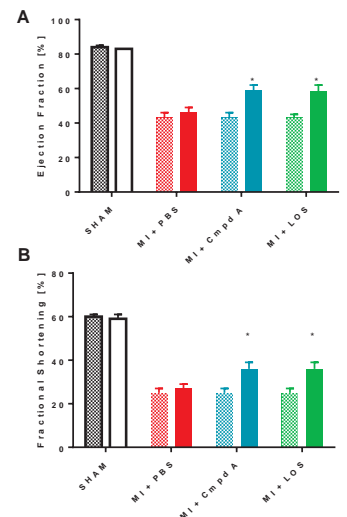 A
Ejection Fraction [%]
100
80
60
40
20
0
*
*
SHAM
MI+PBS
MI+Cmpd A
MI+LOS
B
Fractional Shortening [%]
80
60
40
20
0
*
*
SHAM
MI+PBS
MI+Cmpd A
MI+LOS